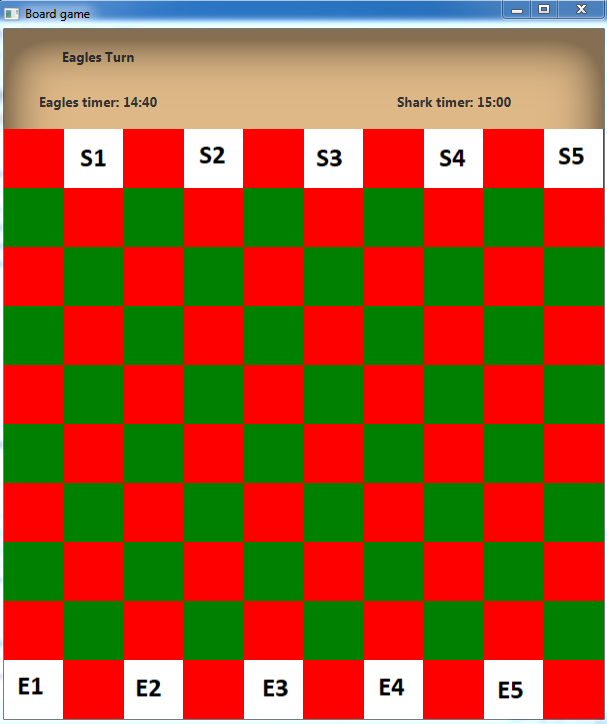 Board game
Eagles Turn
Eagles timer: 14:40 Shark timer: 15:00
S1 S2 S3 S4 S5
E1 E2 E3 E4 E5